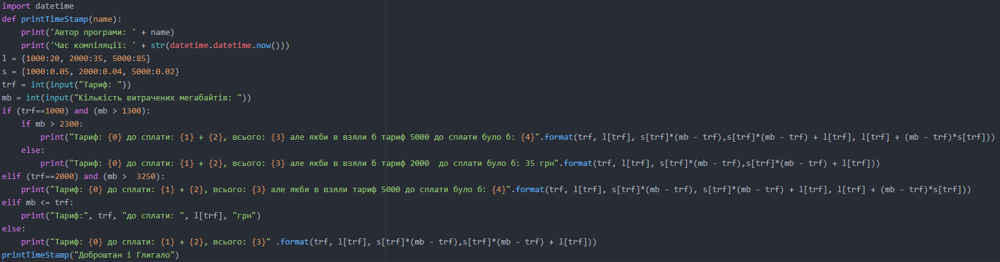 import datetime
def printTimeStamp(name):
    print('Автор програми: ' + name)
    print('Час компіляції: ' + str(datetime.datetime.now()))
l = {1000:20, 2000:35, 5000:85}
s = {1000:0.05, 2000:0.04, 5000:0.02}
trf = int(input("Тариф: "))
mb = int(input("Кількість витрачених мегабайтів: "))
if (trf==1000) and (mb > 1300):
    if mb > 2300:
        print("Тариф: {0} до сплати: {1} + {2}, всього: {3} але якби в взяли б тариф 5000 до сплати було б: {4}".format(trf, l[trf], s[trf]*(mb - trf),s[trf]*(mb - trf) + l[trf], l[trf] + (mb - trf)*s[trf]))
    else:
        print("Тариф: {0} до сплати: {1} + {2}, всього: {3} але якби в взяли б тариф 2000  до сплати було б: 35 грн".format(trf, l[trf], s[trf]*(mb - trf),s[trf]*(mb - trf) + l[trf]))
elif (trf==2000) and (mb >  3250):
    print("Тариф: {0} до сплати: {1} + {2}, всього: {3} але якби в взяли тариф 5000 до сплати було б: {4}".format(trf, l[trf], s[trf]*(mb - trf), s[trf]*(mb - trf) + l[trf], l[trf] + (mb - trf)*s[trf]))
elif mb <= trf:
    print("Тариф:", trf, "до сплати: ", l[trf], "грн")
else:
    print("Тариф: {0} до сплати: {1} + {2}, всього: {3}" .format(trf, l[trf], s[trf]*(mb - trf),s[trf]*(mb - trf) + l[trf]))
printTimeStamp("Доброштан і Глигало")